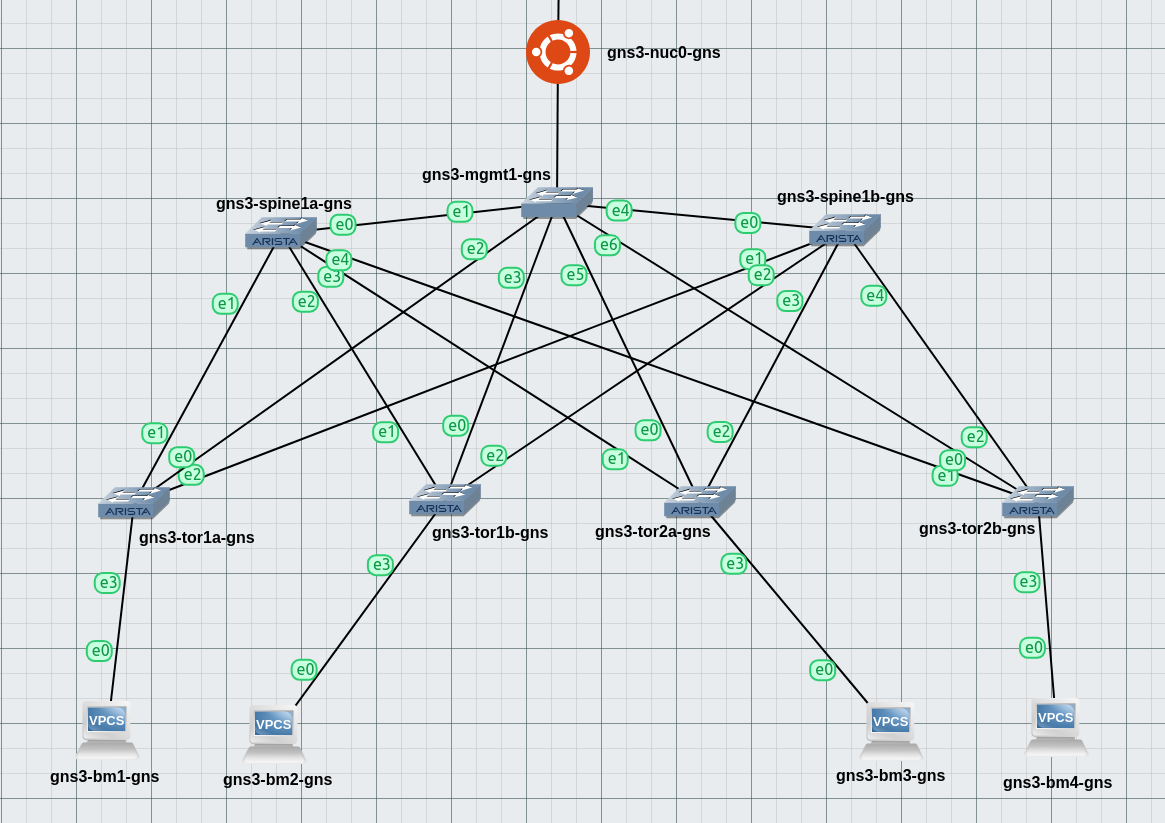 gns3-nuc0-gns
gns3-mgmt1-gns
gns3-spine1a-gns
gns3-spine1b-gns
e0
e1
e4
e0
ARISTA
ARISTA
e2
e6
e4
e3
e3
e5
e1
e2
e1
e2
e3
e4
e1
e1
e0
e0
e2
e2
e0
e2
e2
e1
e0
e1
ARISTA
ARISTA
ARISTA
ARISTA
gns3-tor1a-gns
gns3-tor1b-gns
gns3-tor2a-gns
gns3-tor2b-gns
e3
e3
e3
e3
e0
e0
e0
e0
VPCS
VPCS
VPCS
VPCS
gns3-bm1-gns
gns3-bm2-gns
gns3-bm3-gns
gns3-bm4-gns